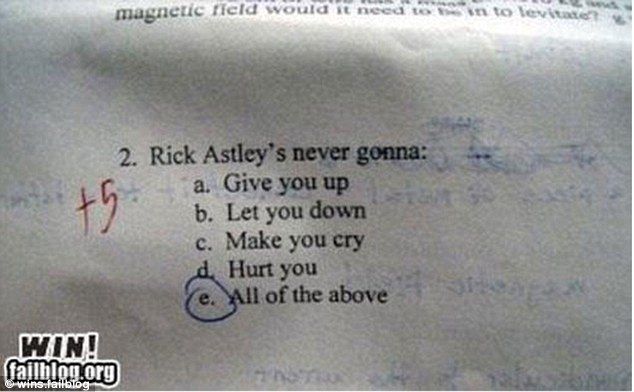 magnetic field would it need to be in to levitate?
2. Rick Astley's never gonna:
a. Give you up
+5
b. Let you down
c. Make you cry
d. Hurt you
e. All of the above
WIN!
failblog.org
© wins.failblog